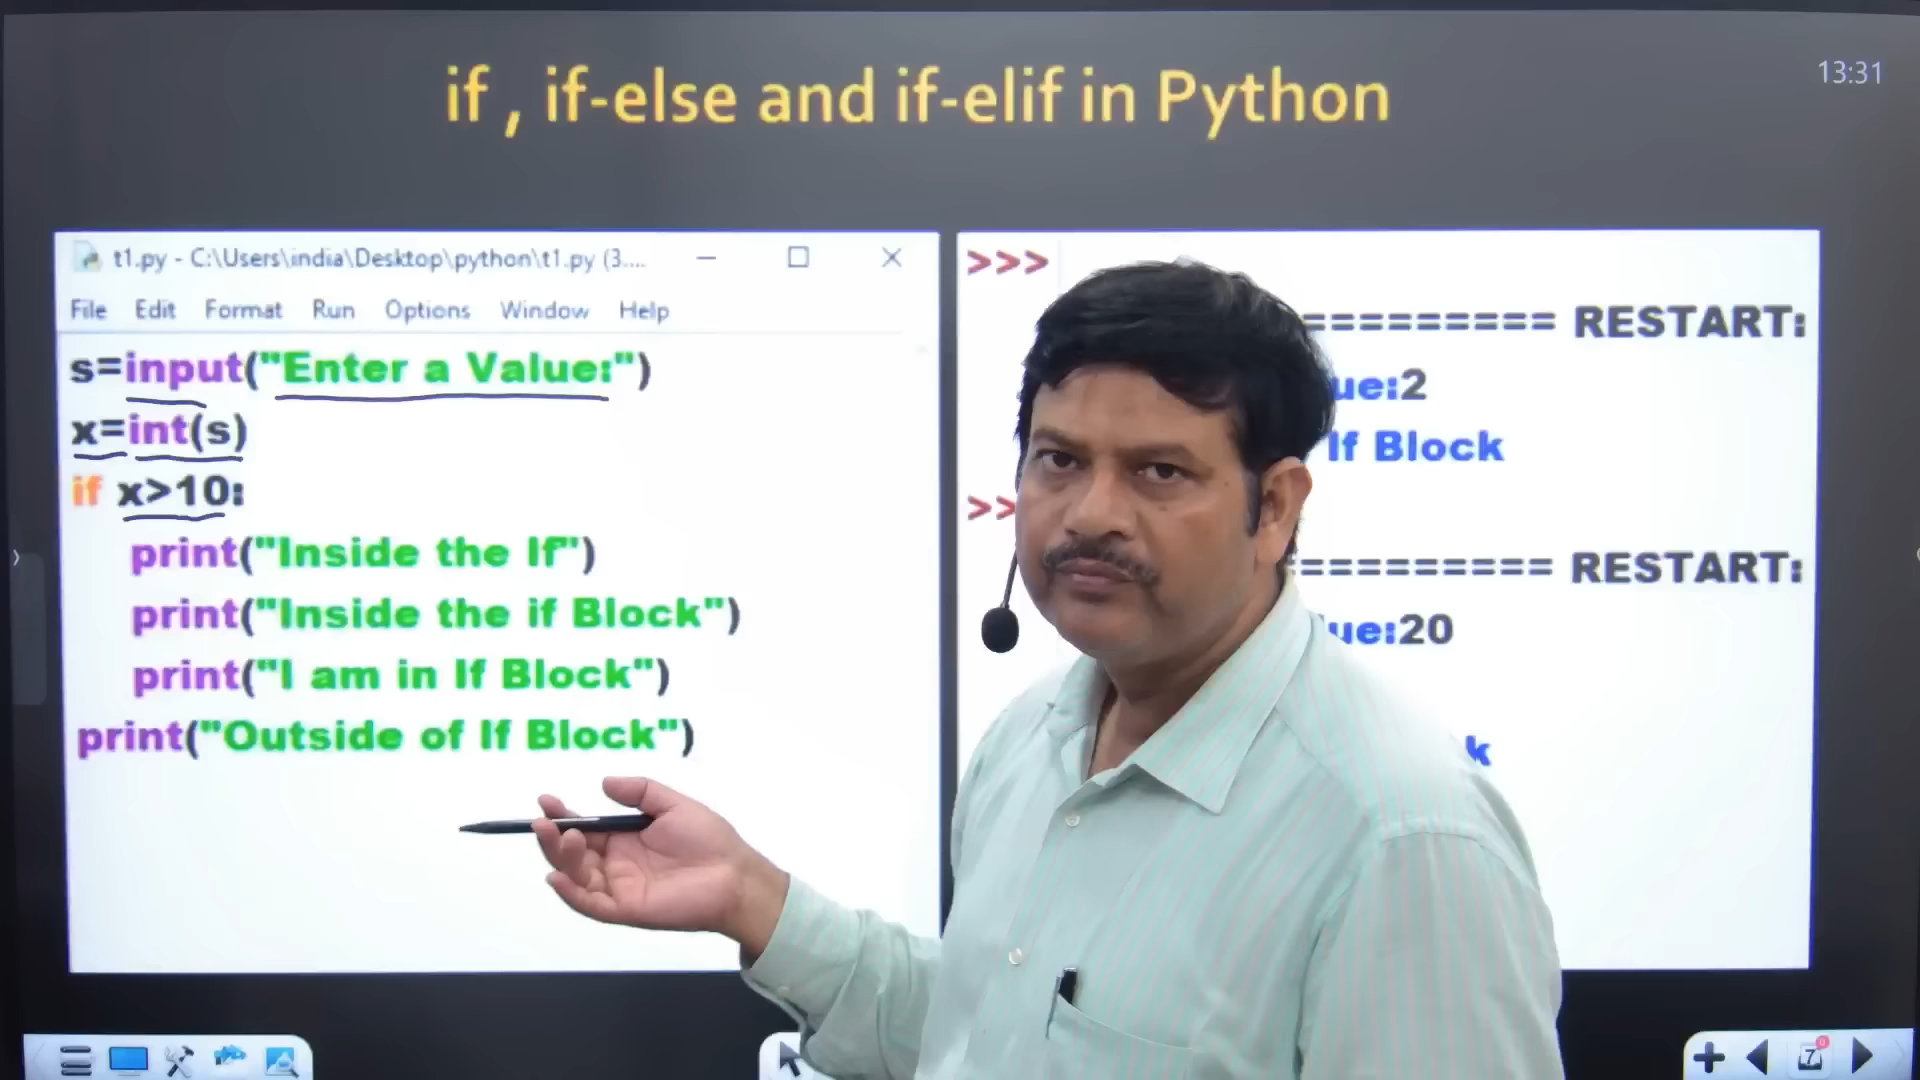 if , if-else and if-elif in Python
13:31
t1.py - C:\Users\india\Desktop\python\t1.py (3....
File Edit Format Run Options Window Help
s=input("Enter a Value:")
x=int(s)
if x>10:
print("Inside the If")
print("Inside the if Block")
print("I am in If Block")
print("Outside of If Block")
>>>
========= RESTART:
ue:2
If Block
>>
========== RESTART:
ue:20
k
7
0